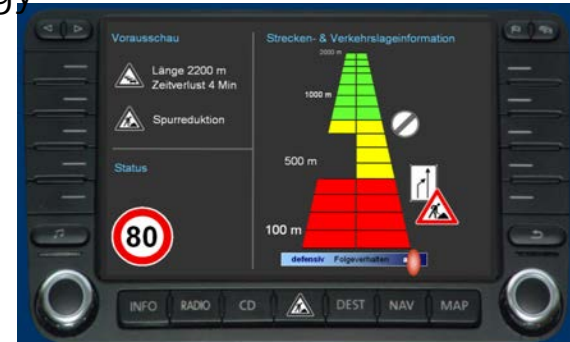 gy
Vorausschau
Länge 2200 m
Zeitverlust 4 Min
Spurreduktion
Status
80
Strecken- & Verkehrslageinformation
2000 m
1000 m
500 m
100 m
defensiv Folgeverhalten
INFO RADIO CD DEST NAV MAP